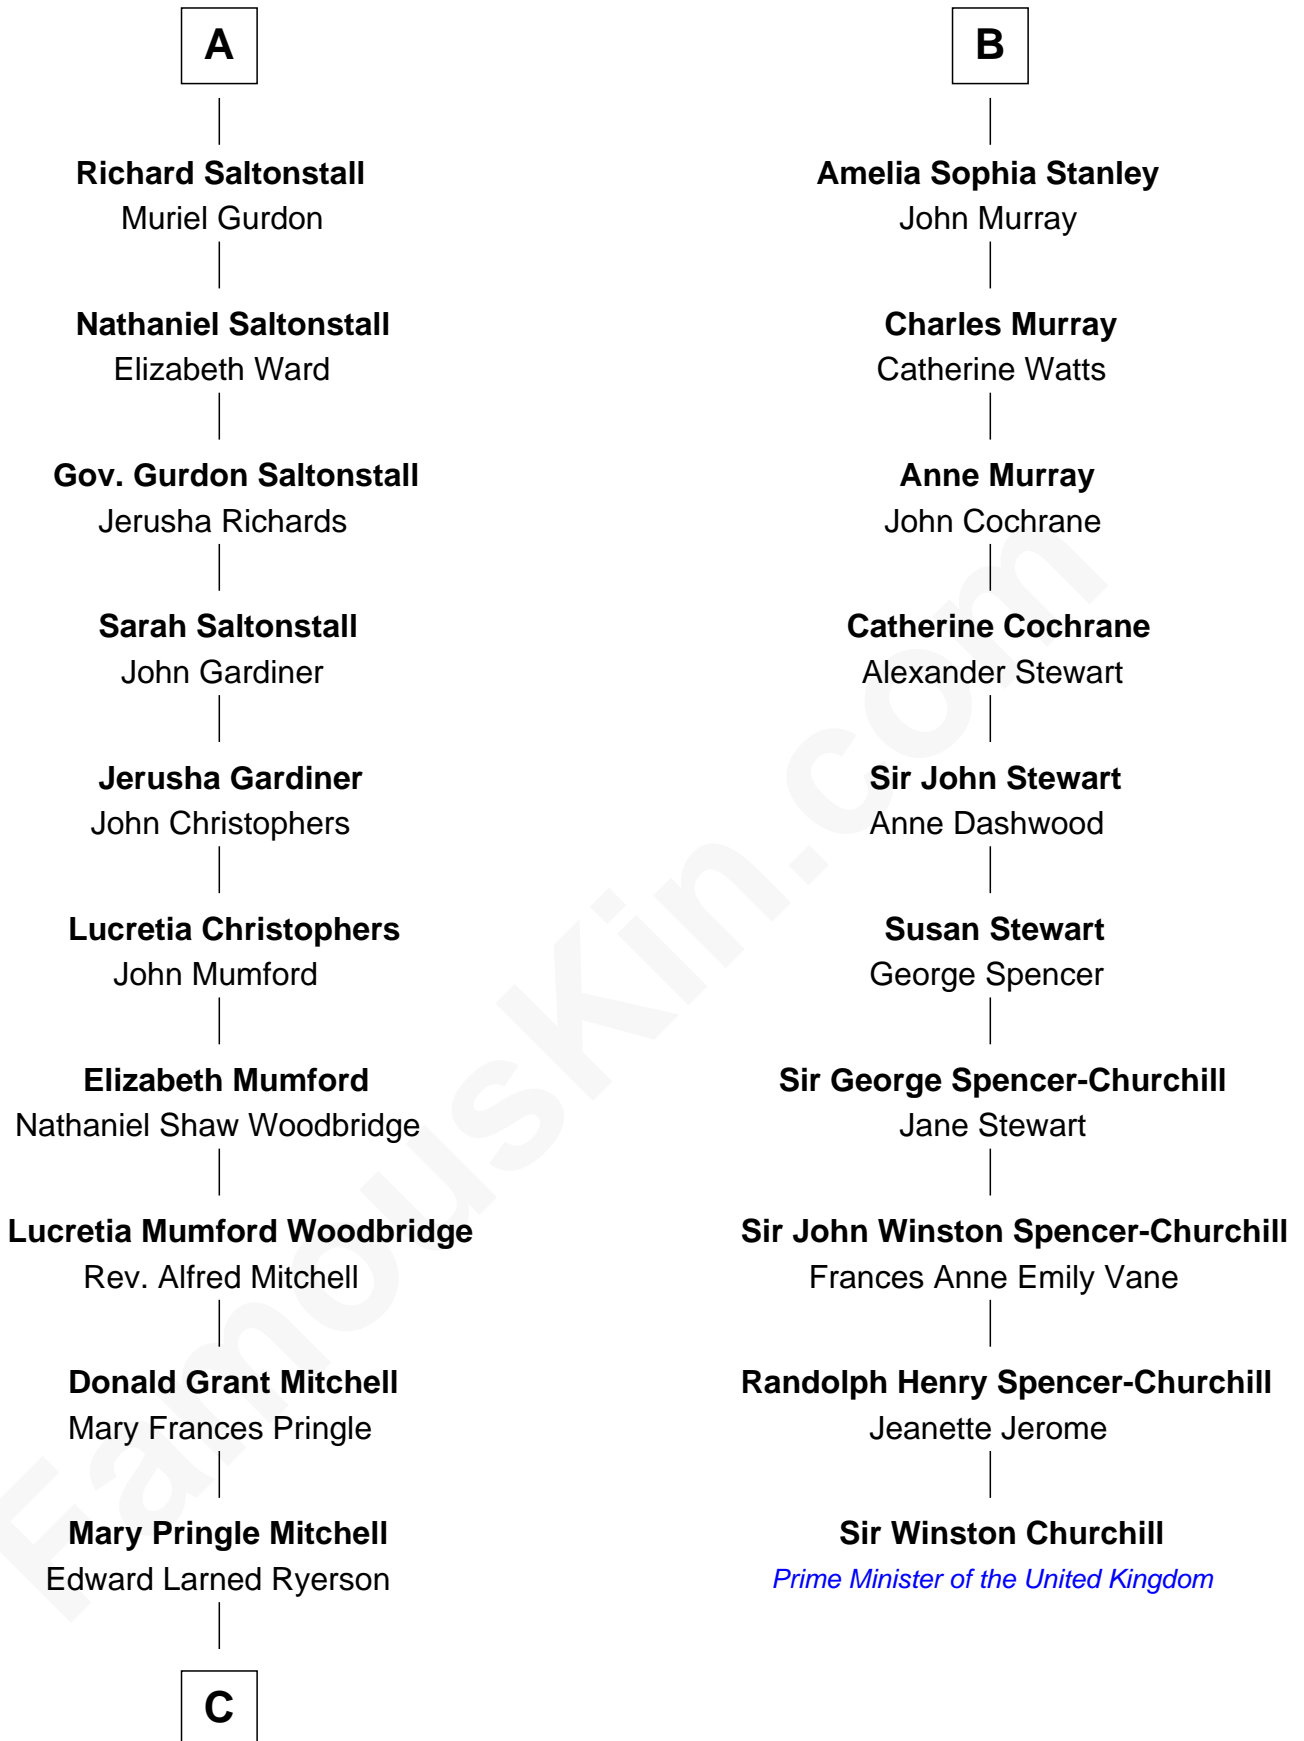 A
Richard Saltonstall
Muriel Gurdon
Nathaniel Saltonstall
Elizabeth Ward
Gov. Gurdon Saltonstall
Jerusha Richards
Sarah Saltonstall
John Gardiner
Jerusha Gardiner
John Christophers
Lucretia Christophers
John Mumford
Elizabeth Mumford
Nathaniel Shaw Woodbridge
Lucretia Mumford Woodbridge
Rev. Alfred Mitchell
Donald Grant Mitchell
Mary Frances Pringle
Mary Pringle Mitchell
Edward Larned Ryerson
C
B
Amelia Sophia Stanley
John Murray
Charles Murray
Catherine Watts
Anne Murray
John Cochrane
Catherine Cochrane
Alexander Stewart
Sir John Stewart
Anne Dashwood
Susan Stewart
George Spencer
Sir George Spencer-Churchill
Jane Stewart
Sir John Winston Spencer-Churchill
Frances Anne Emily Vane
Randolph Henry Spencer-Churchill
Jeanette Jerome
Sir Winston Churchill
Prime Minister of the United Kingdom
FamousKin.com